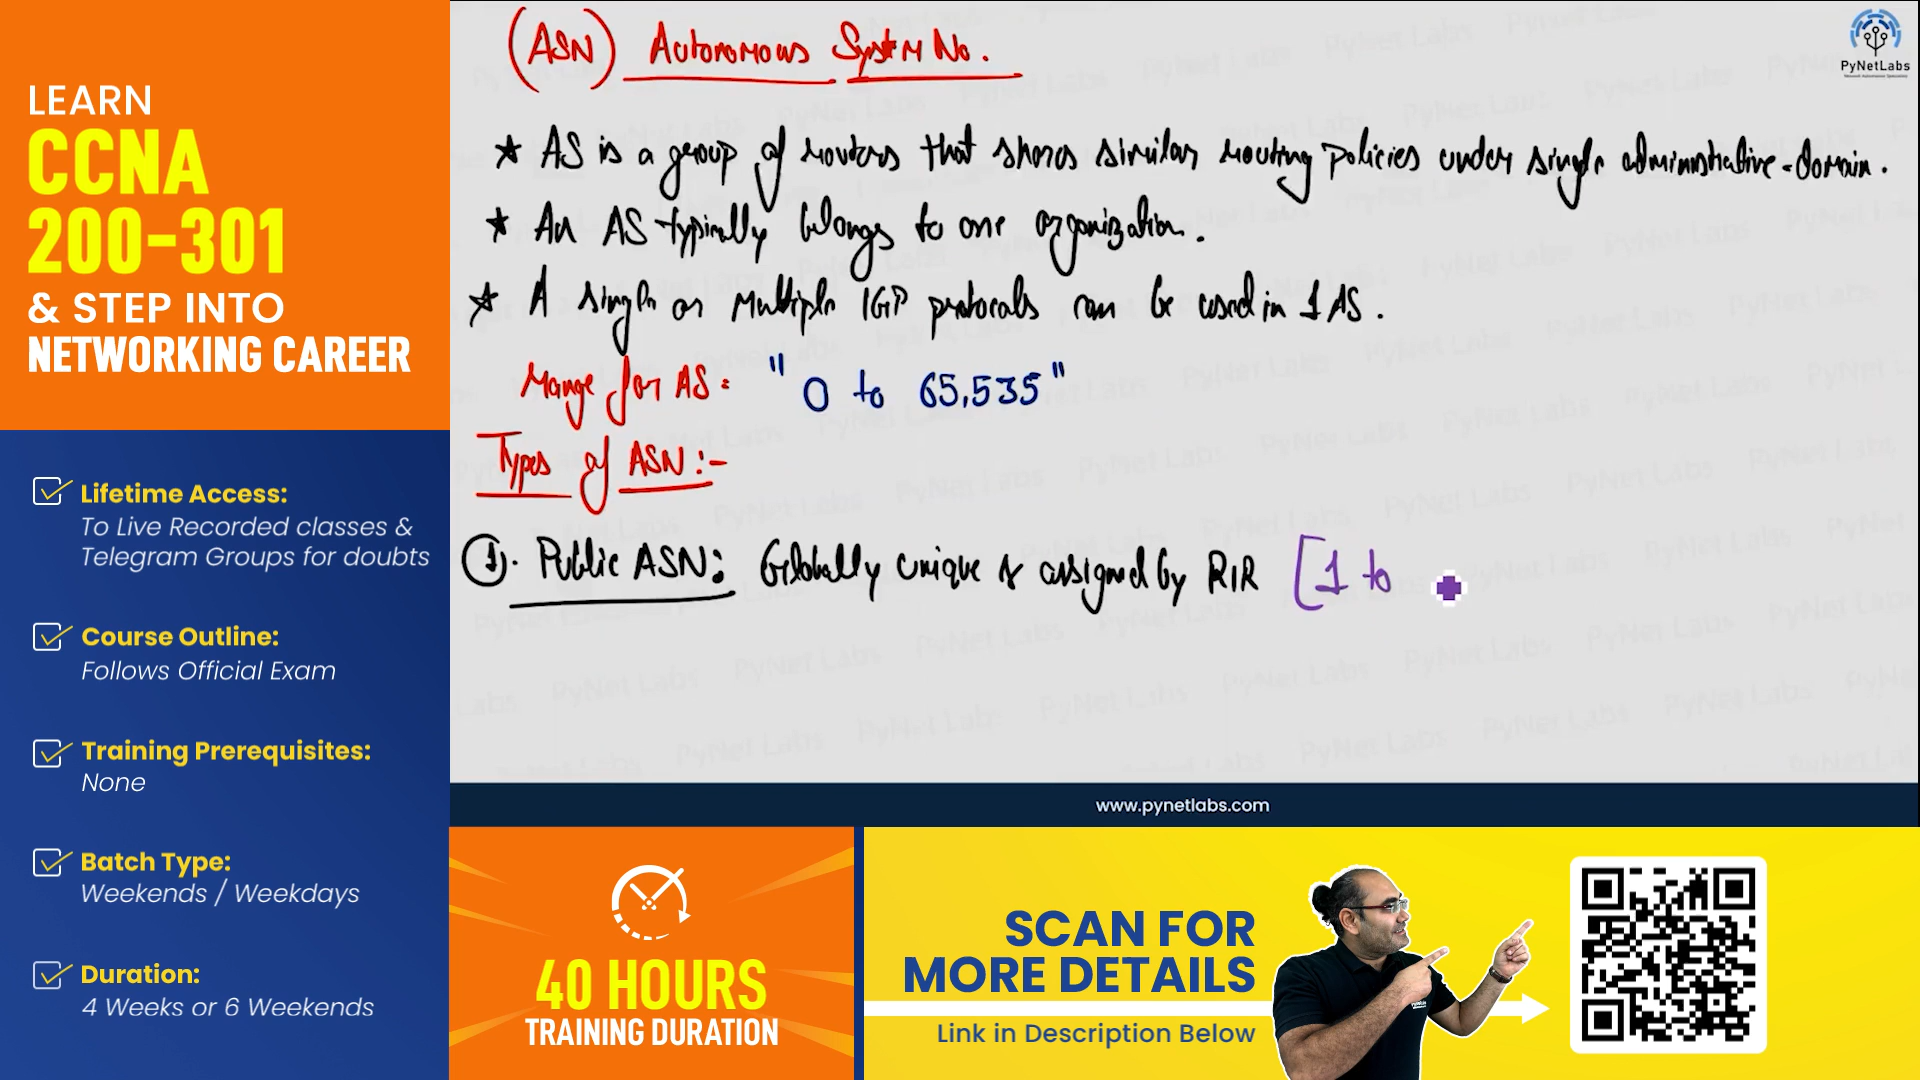 LEARN
CCNA
200-301
& STEP INTO
NETWORKING CAREER
Lifetime Access:
To Live Recorded classes &
Telegram Groups for doubts
Course Outline:
Follows Official Exam
Training Prerequisites:
None
Batch Type:
Weekends / Weekdays
Duration:
4 Weeks or 6 Weekends
(ASN) Autonomous System No.
PyNetLabs
★ AS is a group of routers that shares similar routing policies under single administrative-domain.
★ An AS typically belongs to one organization.
★ A single or Multiple IGP protocols can be used in 1 AS.
Range for AS: "0 to 65,535"
Types of ASN:-
1. Public ASN: Globally unique & assigned by RIR [1 to
www.pynetlabs.com
40 HOURS
TRAINING DURATION
SCAN FOR
MORE DETAILS
Link in Description Below